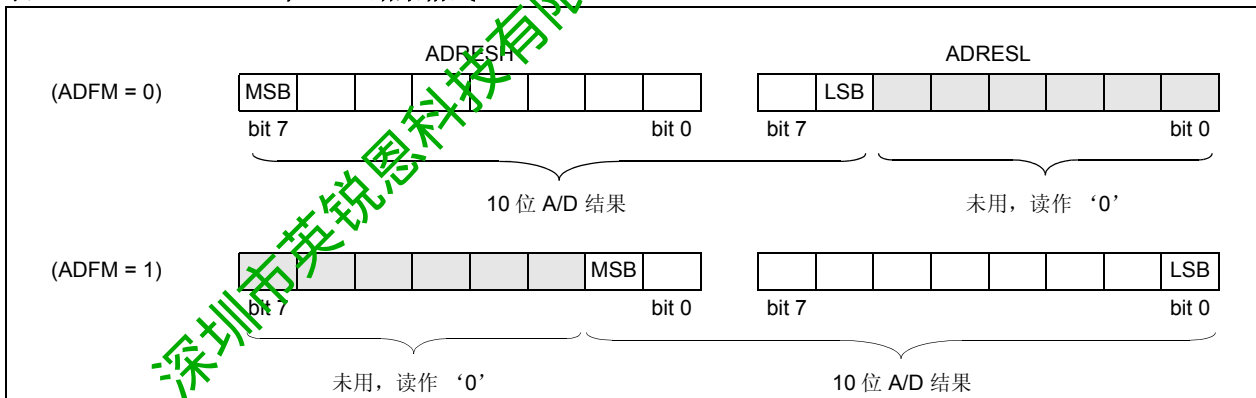 ADRESH ADRESL
(ADFM = 0) MSB LSB
bit 7 bit 0 bit 7 bit 0
10 位 A/D 结果 未用，读作 ‘0’
(ADFM = 1) MSB LSB
bit 7 bit 0 bit 7 bit 0
未用，读作 ‘0’ 10 位 A/D 结果
深圳市英锐恩科技有限